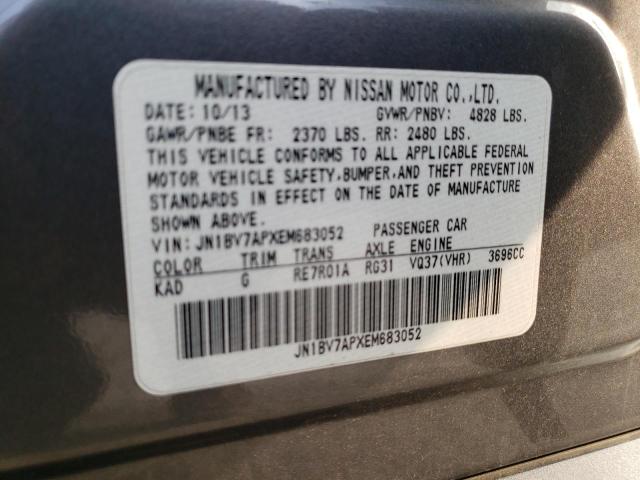 MANUFACTURED BY NISSAN MOTOR CO.,LTD.
DATE: 10/13 GVWR/PNBV: 4828 LBS.
GAWR/PNBE FR: 2370 LBS. RR: 2480 LBS.
THIS VEHICLE CONFORMS TO ALL APPLICABLE FEDERAL
MOTOR VEHICLE SAFETY,BUMPER,AND THEFT PREVENTION
STANDARDS IN EFFECT ON THE DATE OF MANUFACTURE
SHOWN ABOVE.
VIN: JN1BV7APXEM683052 PASSENGER CAR
COLOR TRIM TRANS AXLE ENGINE
KAD G RE7R01A RG31 VQ37(VHR) 3696CC
JN1BV7APXEM683052